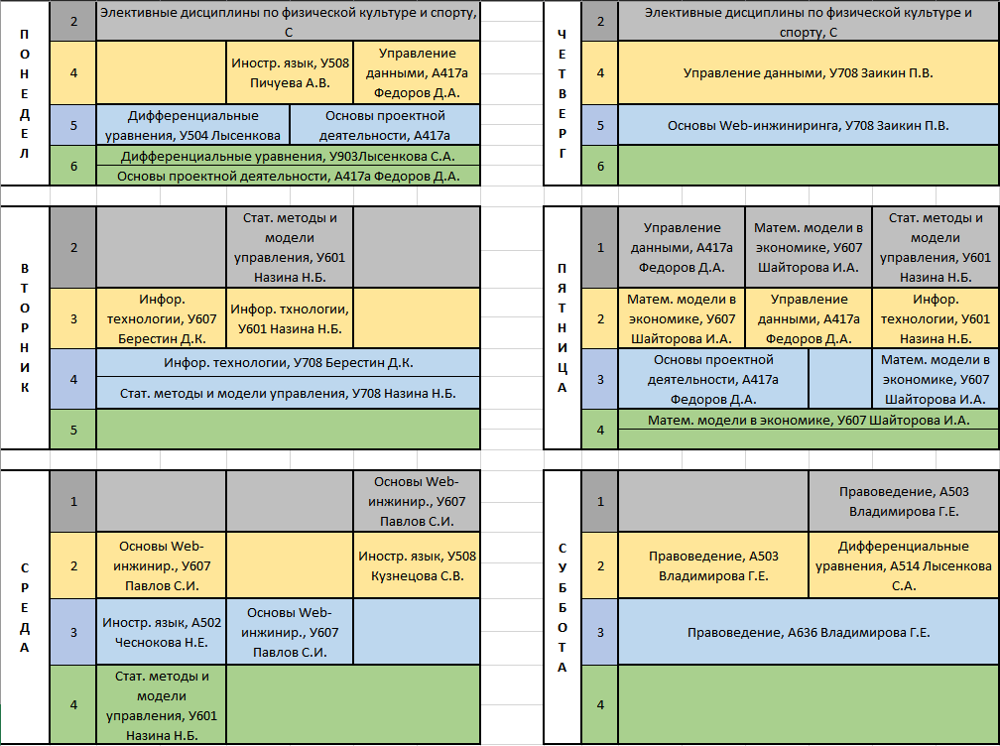 ПОНЕДЕЛ
2
Элективные дисциплины по физической культуре и спорту,
С
4
Иностр. язык, У508
Пичуева А.В.
Управление
данными, А417а
Федоров Д.А.
5
Дифференциальные
уравнения, У504 Лысенкова
Основы проектной
деятельности, А417а
6
Дифференциальные уравнения, У903Лысенкова С.А.
Основы проектной деятельности, А417а Федоров Д.А.
ВТОРНИК
2
Стат. методы и
модели
управления, У601
Назина Н.Б.
3
Инфор.
технологии, У607
Берестин Д.К.
Инфор. тхнологии,
У601 Назина Н.Б.
4
Инфор. технологии, У708 Берестин Д.К.
Стат. методы и модели управления, У708 Назина Н.Б.
5
СРЕДА
1
Основы Web-
инжинир., У607
Павлов С.И.
2
Основы Web-
инжинир., У607
Павлов С.И.
Иностр. язык, У508
Кузнецова С.В.
3
Иностр. язык, А502
Чеснокова Н.Е.
Основы Web-
инжинир., У607
Павлов С.И.
4
Стат. методы и
модели
управления, У601
Назина Н.Б.
ЧЕТВЕРГ
2
Элективные дисциплины по физической культуре и
спорту, С
4
Управление данными, У708 Заикин П.В.
5
Основы Web-инжиниринга, У708 Заикин П.В.
6
ПЯТНИЦА
1
Управление
данными, А417а
Федоров Д.А.
Матем. модели в
экономике, У607
Шайторова И.А.
Стат. методы и
модели
управления, У601
Назина Н.Б.
2
Матем. модели в
экономике, У607
Шайторова И.А.
Управление
данными, А417а
Федоров Д.А.
Инфор.
технологии, У601
Назина Н.Б.
3
Основы проектной
деятельности, А417а
Федоров Д.А.
Матем. модели в
экономике, У607
Шайторова И.А.
4
Матем. модели в экономике, У607 Шайторова И.А.
СУББОТА
1
Правоведение, А503
Владимирова Г.Е.
2
Правоведение, А503
Владимирова Г.Е.
Дифференциальные
уравнения, А514 Лысенкова
С.А.
3
Правоведение, А636 Владимирова Г.Е.
4